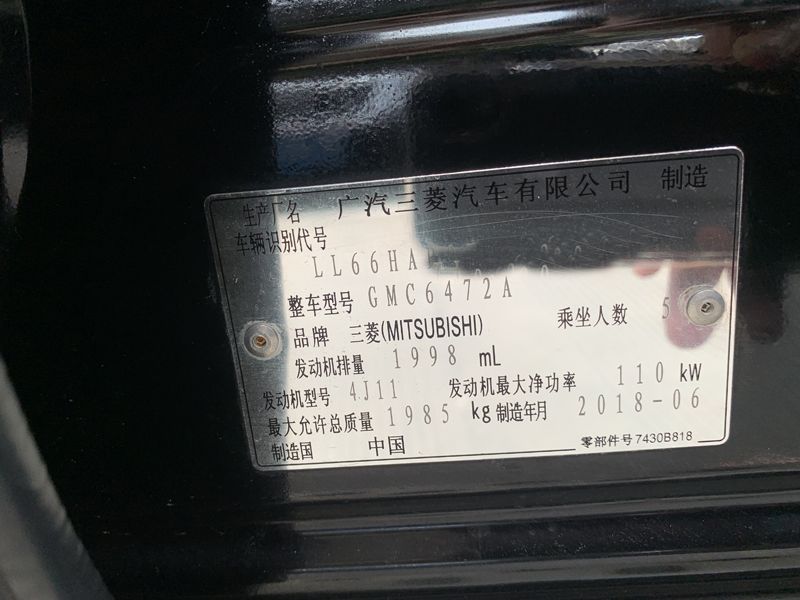 生产厂名 广汽三菱汽车有限公司 制造
车辆识别代号
LL66HA
整车型号 GMC6472A
品牌 三菱(MITSUBISHI) 乘坐人数 5
发动机排量 1998 mL
发动机型号 4J11 发动机最大净功率 110 kW
最大允许总质量 1985 kg 制造年月 2018-06
制造国 中国 零部件号 7430B818